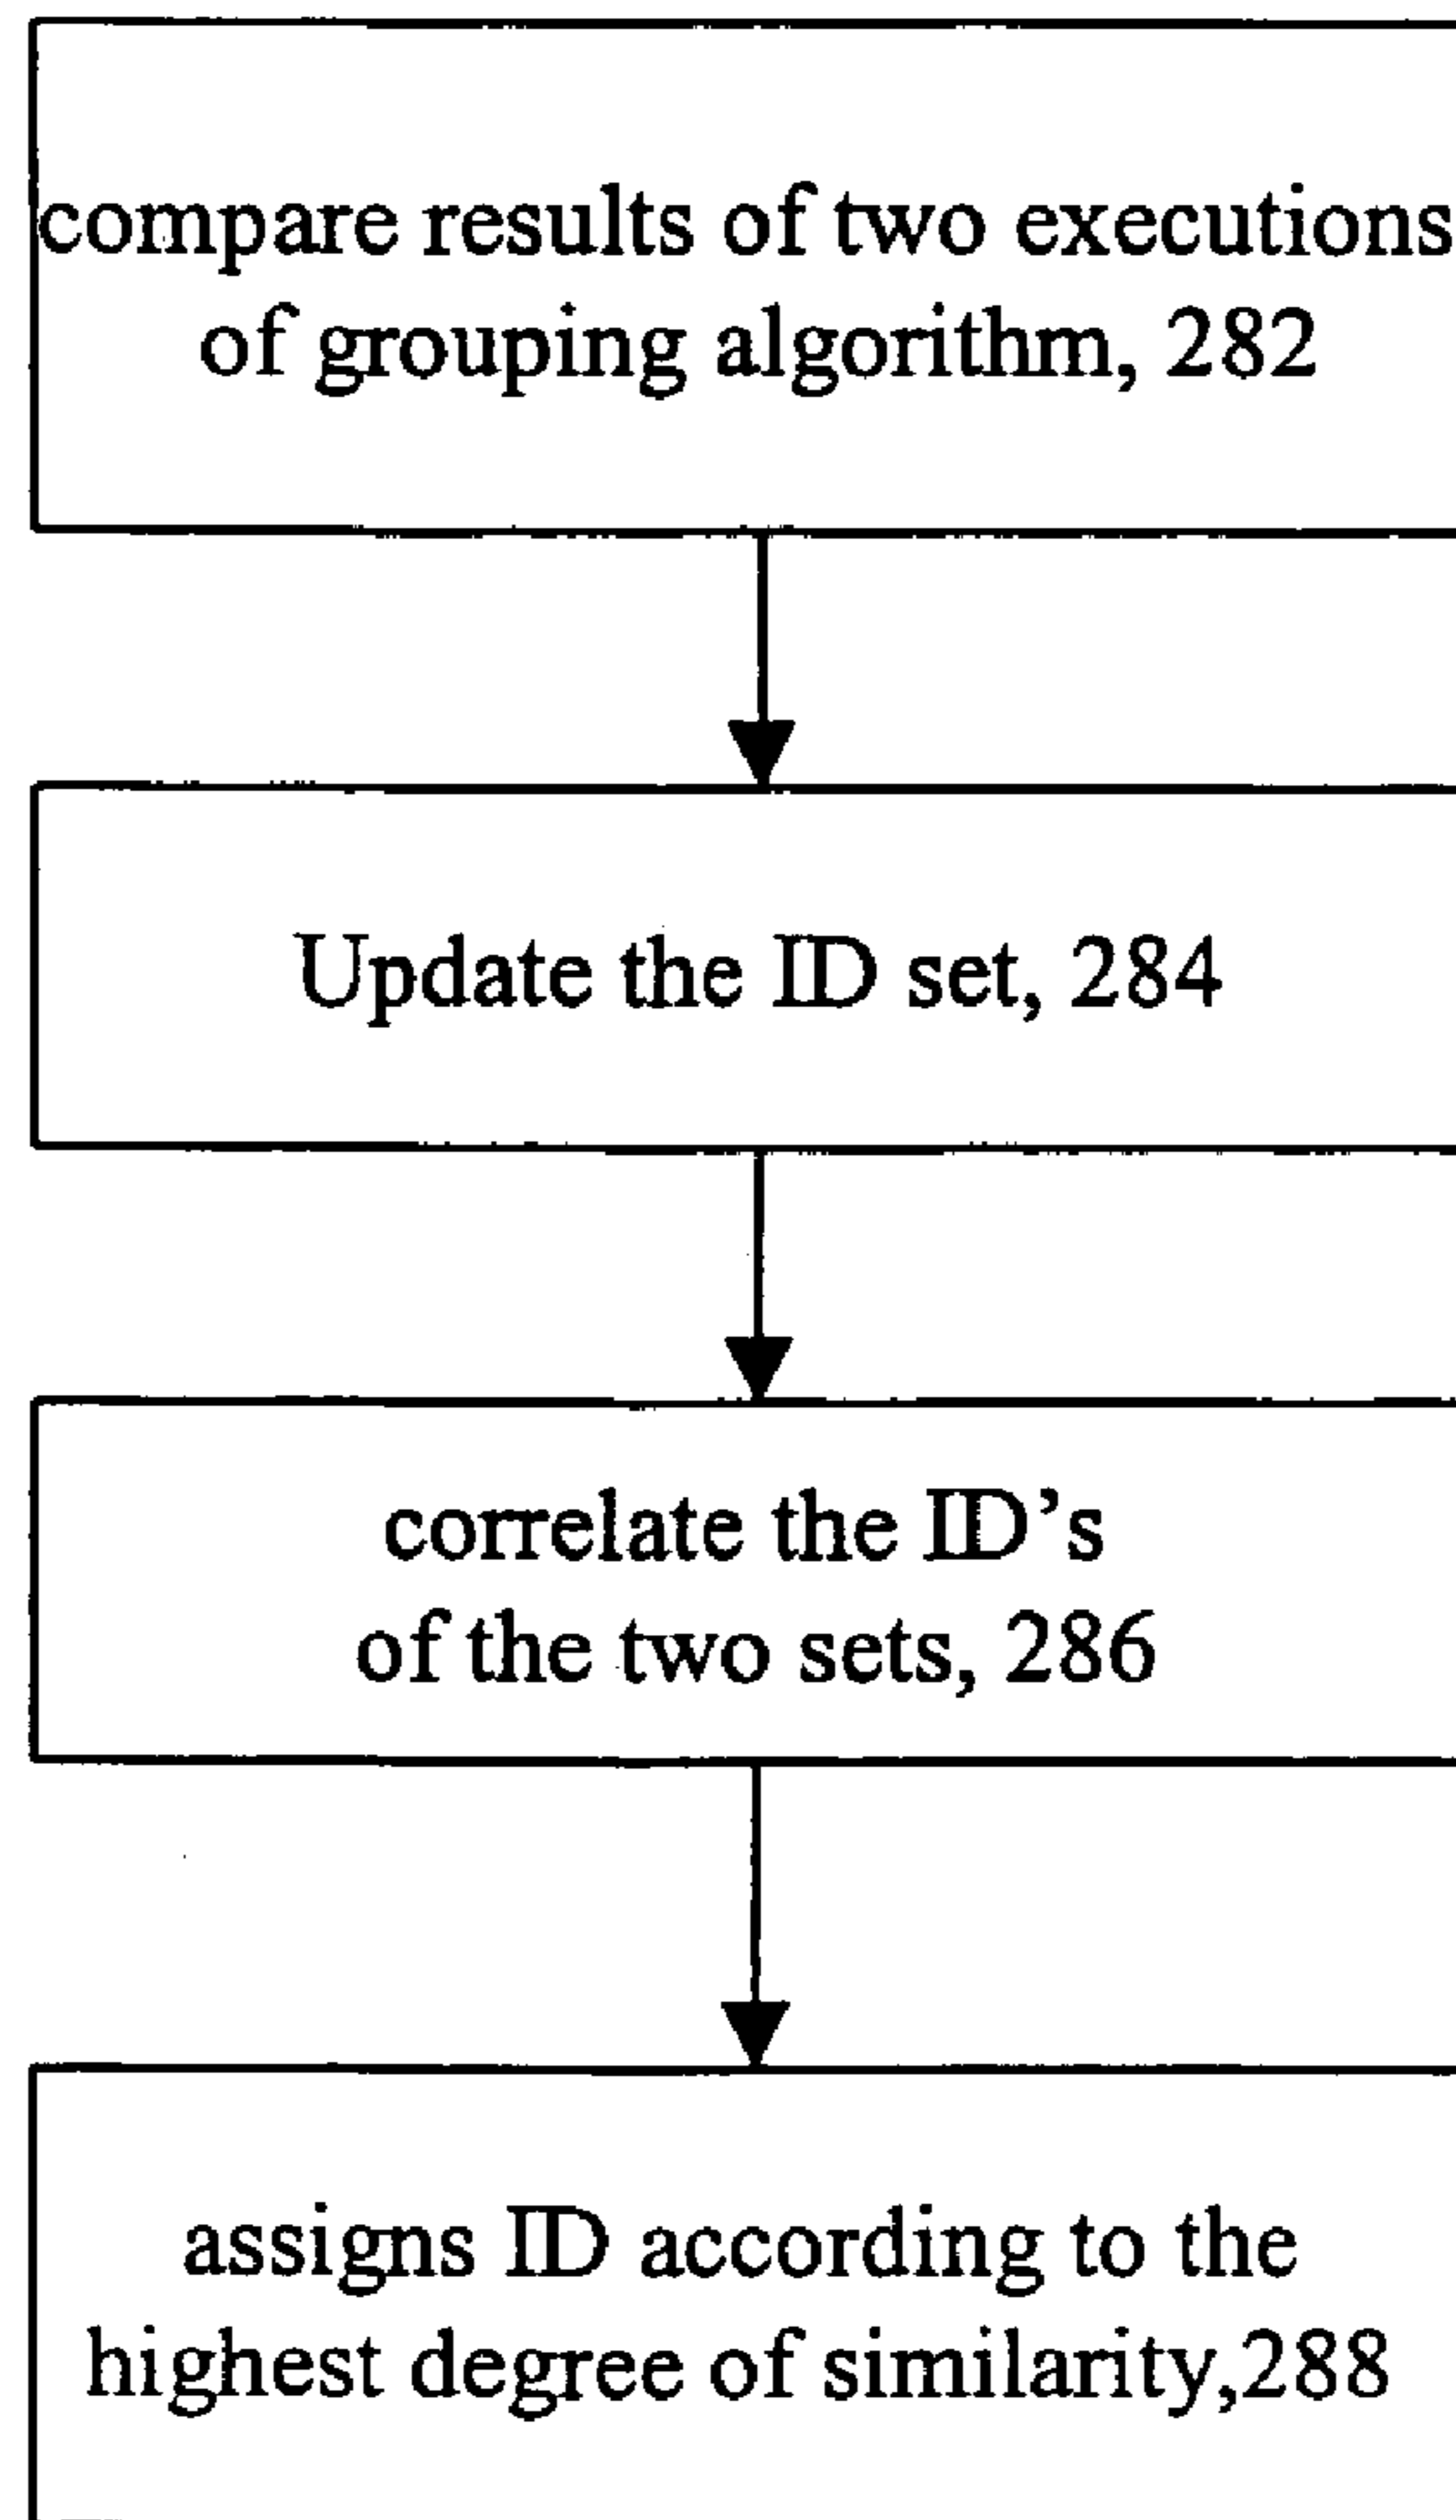 compare results of two executions
of grouping algorithm, 282
Update the ID set, 284
correlate the ID's
of the two sets, 286
assigns ID according to the
highest degree of similarity,288